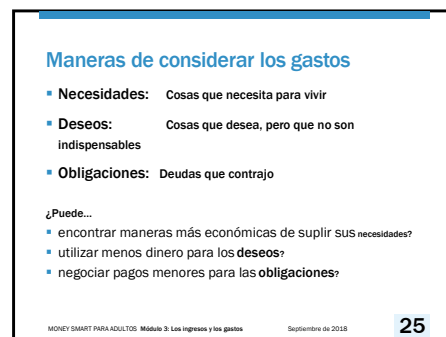 Maneras de considerar los gastos
▪ Necesidades: Cosas que necesita para vivir
▪ Deseos: Cosas que desea, pero que no son
indispensables
▪ Obligaciones: Deudas que contrajo
¿Puede...
▪ encontrar maneras más económicas de suplir sus necesidades?
▪ utilizar menos dinero para los deseos?
▪ negociar pagos menores para las obligaciones?
MONEY SMART PARA ADULTOS Módulo 3: Los ingresos y los gastos Septiembre de 2018 25